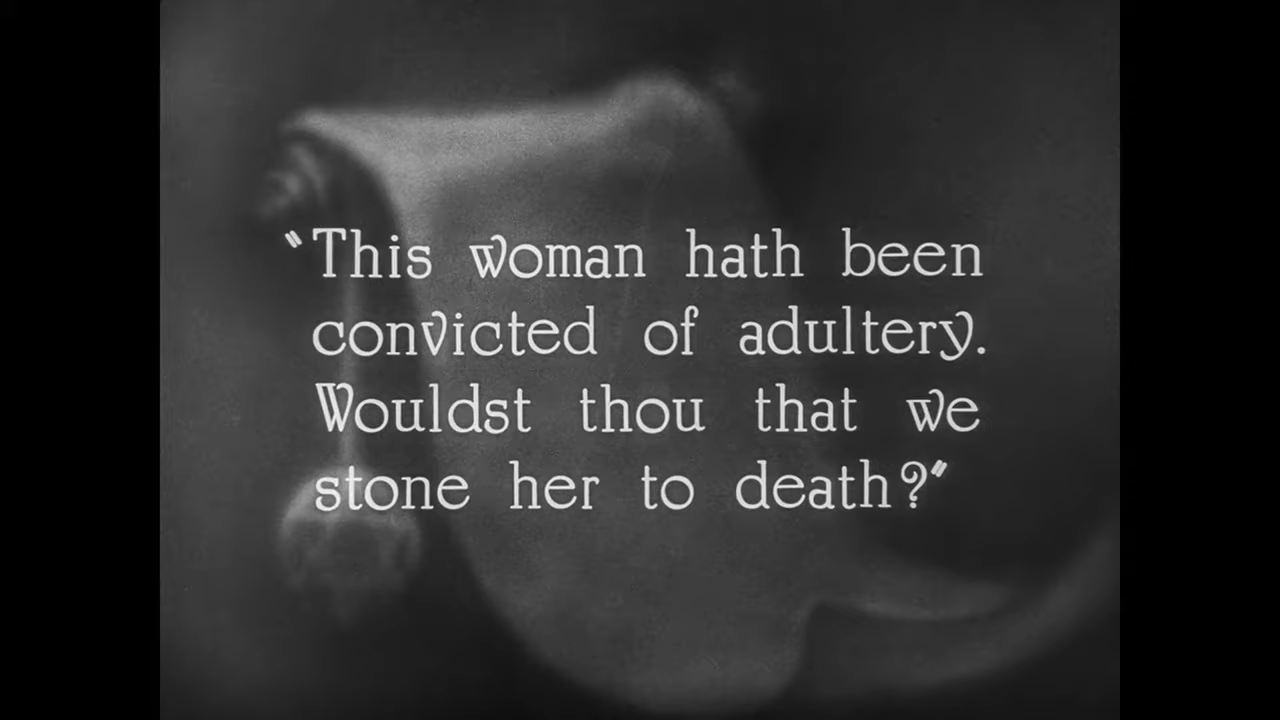 "This woman hath been
convicted of adultery.
Wouldst thou that we
stone her to death?"